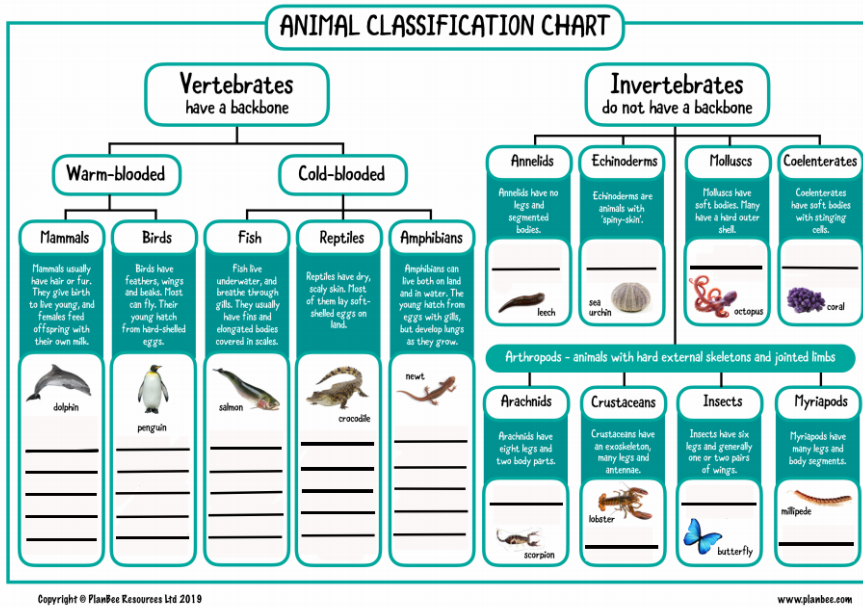 ANIMAL CLASSIFICATION CHART
Vertebrates
have a backbone
Invertebrates
do not have a backbone
Warm-blooded
Cold-blooded
Mammals
Mammals usually
have hair or fur.
They give birth
to live young, and
females feed
offspring with
their own milk.
dolphin
Birds
Birds have
feathers, wings
and beaks. Most
can fly. Their
young hatch
from hard-shelled
eggs.
penguin
Fish
Fish live
underwater, and
breathe through
gills. They usually
have fins and
elongated bodies
covered in scales.
salmon
Reptiles
Reptiles have dry,
scaly skin. Most
of them lay soft-
shelled eggs on
land.
crocodile
Amphibians
Amphibians can
live both on land
and in water. The
young hatch from
eggs with gills,
but develop lungs
as they grow.
newt
Annelids
Annelids have no
legs and
segmented
bodies.
leech
Echinoderms
Echinoderms are
animals with
'spiny-skin'.
sea
urchin
Molluscs
Molluscs have
soft bodies. Many
have a hard outer
shell.
octopus
Coelenterates
Coelenterates
have soft bodies
with stinging
cells.
coral
Arthropods - animals with hard external skeletons and jointed limbs
Arachnids
Arachnids have
eight legs and
two body parts.
scorpion
Crustaceans
Crustaceans have
an exoskeleton,
many legs and
antennae.
lobster
Insects
Insects have six
legs and generally
one or two pairs
of wings.
butterfly
Myriapods
Myriapods have
many legs and
body segments.
millipede
Copyright © PlanBee Resources Ltd 2019
www.planbee.com